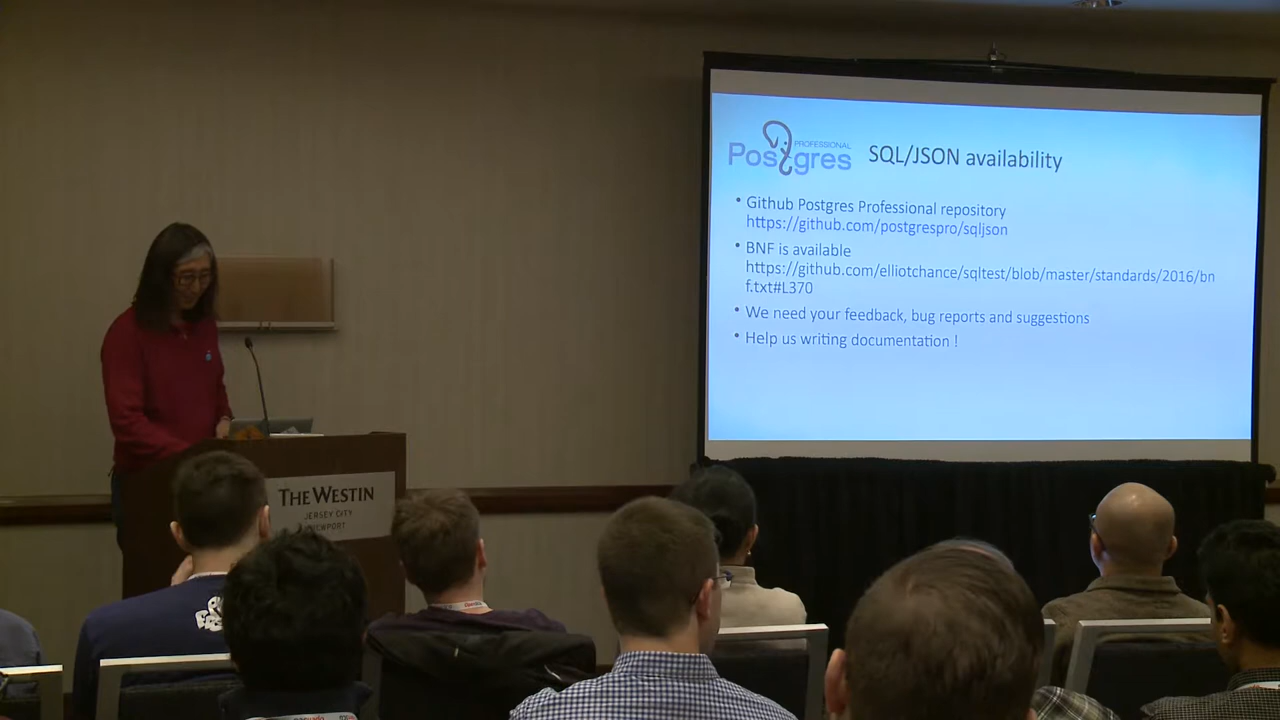 PROFESSIONAL
Postgres
SQL/JSON availability
• Github Postgres Professional repository
https://github.com/postgrespro/sqljson
• BNF is available
https://github.com/elliotchance/sqltest/blob/master/standards/2016/bn
f.txt#L370
• We need your feedback, bug reports and suggestions
• Help us writing documentation !
THE WESTIN
JERSEY CITY
NEWPORT